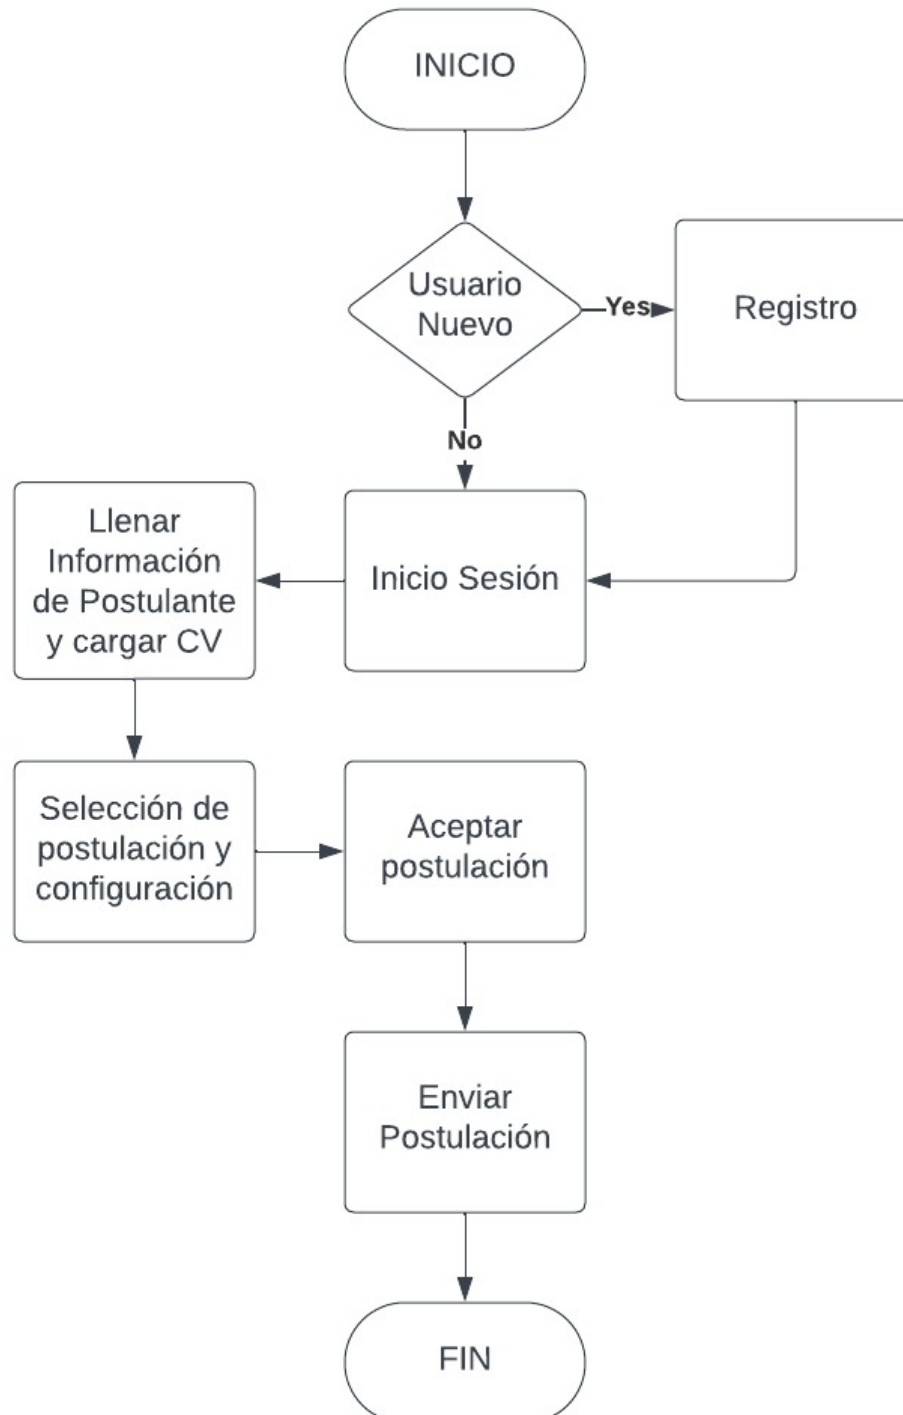 INICIO
Usuario
Nuevo
Yes
Registro
No
Inicio Sesión
Llenar
Información
de Postulante
y cargar CV
Selección de
postulación y
configuración
Aceptar
postulación
Enviar
Postulación
FIN